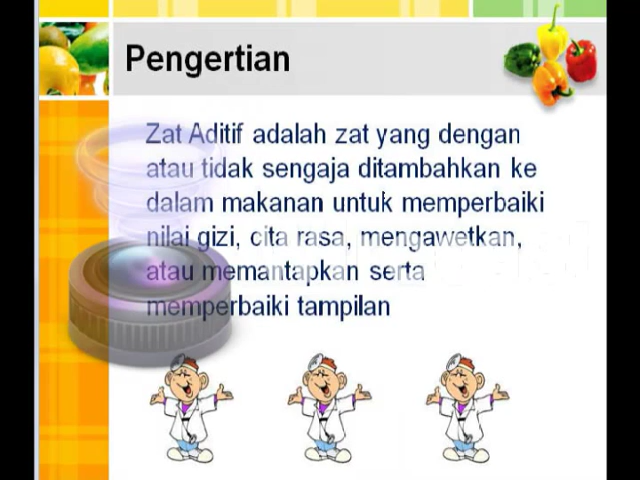 Pengertian
Zat Aditif adalah zat yang dengan
atau tidak sengaja ditambahkan ke
dalam makanan untuk memperbaiki
nilai gizi, cita rasa, mengawetkan,
atau memantapkan serta
memperbaiki tampilan